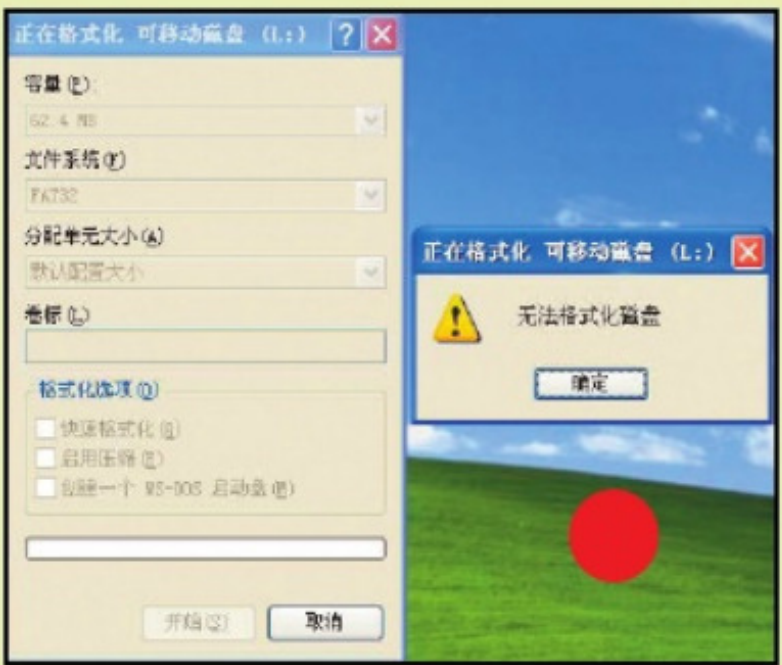 正在格式化 可移动磁盘 (L:)
容量(P):
62.4 MB
文件系统(F)
FAT32
分配单元大小(A)
默认配置大小
卷标(L)
格式化选项(O)
快速格式化(Q)
启用压缩(E)
创建一个 MS-DOS 启动盘(M)
开始(S)
取消
正在格式化 可移动磁盘 (L:)
无法格式化磁盘
确定